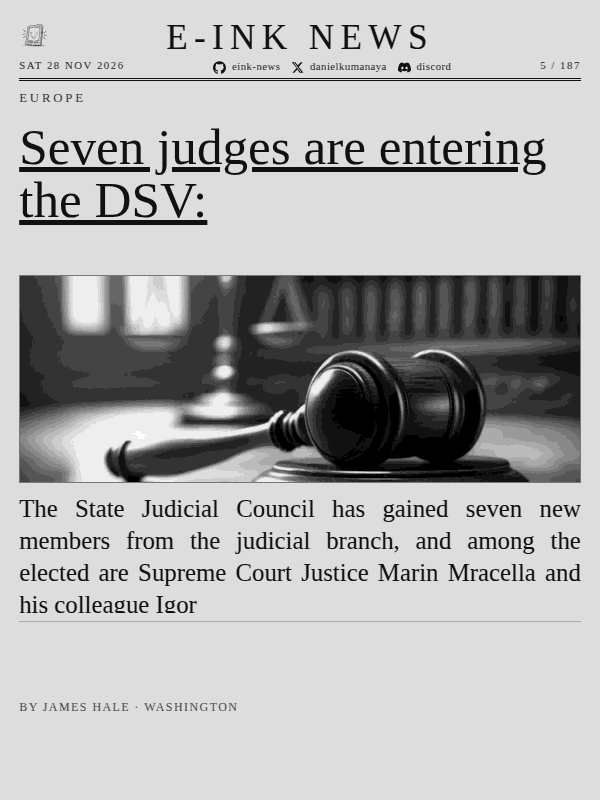 E-INK NEWS
SAT 28 NOV 2026
eink-news danielkumanaya discord
5 / 187
EUROPE
Seven judges are entering
the DSV:
The State Judicial Council has gained seven new
members from the judicial branch, and among the
elected are Supreme Court Justice Marin Mracella and
his colleague Igor
BY JAMES HALE · WASHINGTON